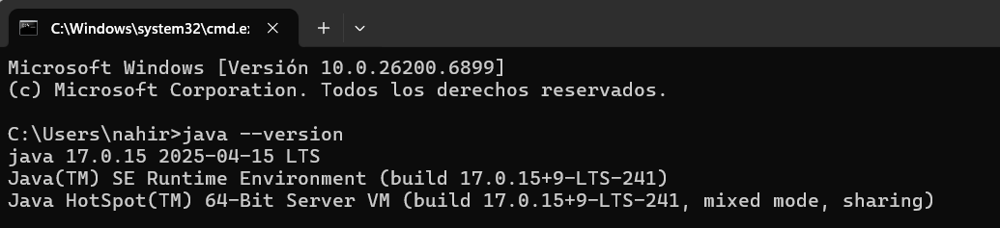 C:\Windows\system32\cmd.e
Microsoft Windows [Versión 10.0.26200.6899]
(c) Microsoft Corporation. Todos los derechos reservados.
C:\Users\nahir>java --version
java 17.0.15 2025-04-15 LTS
Java(TM) SE Runtime Environment (build 17.0.15+9-LTS-241)
Java HotSpot(TM) 64-Bit Server VM (build 17.0.15+9-LTS-241, mixed mode, sharing)